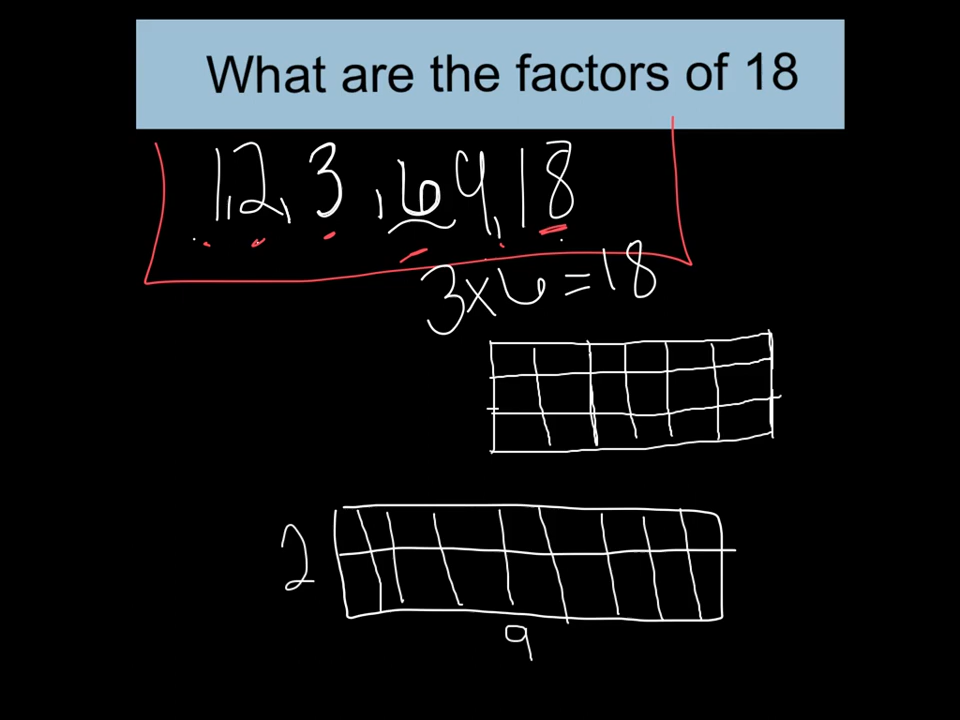 What are the factors of 18
1, 2, 3, 6 9, 18
3x6=18
2
9